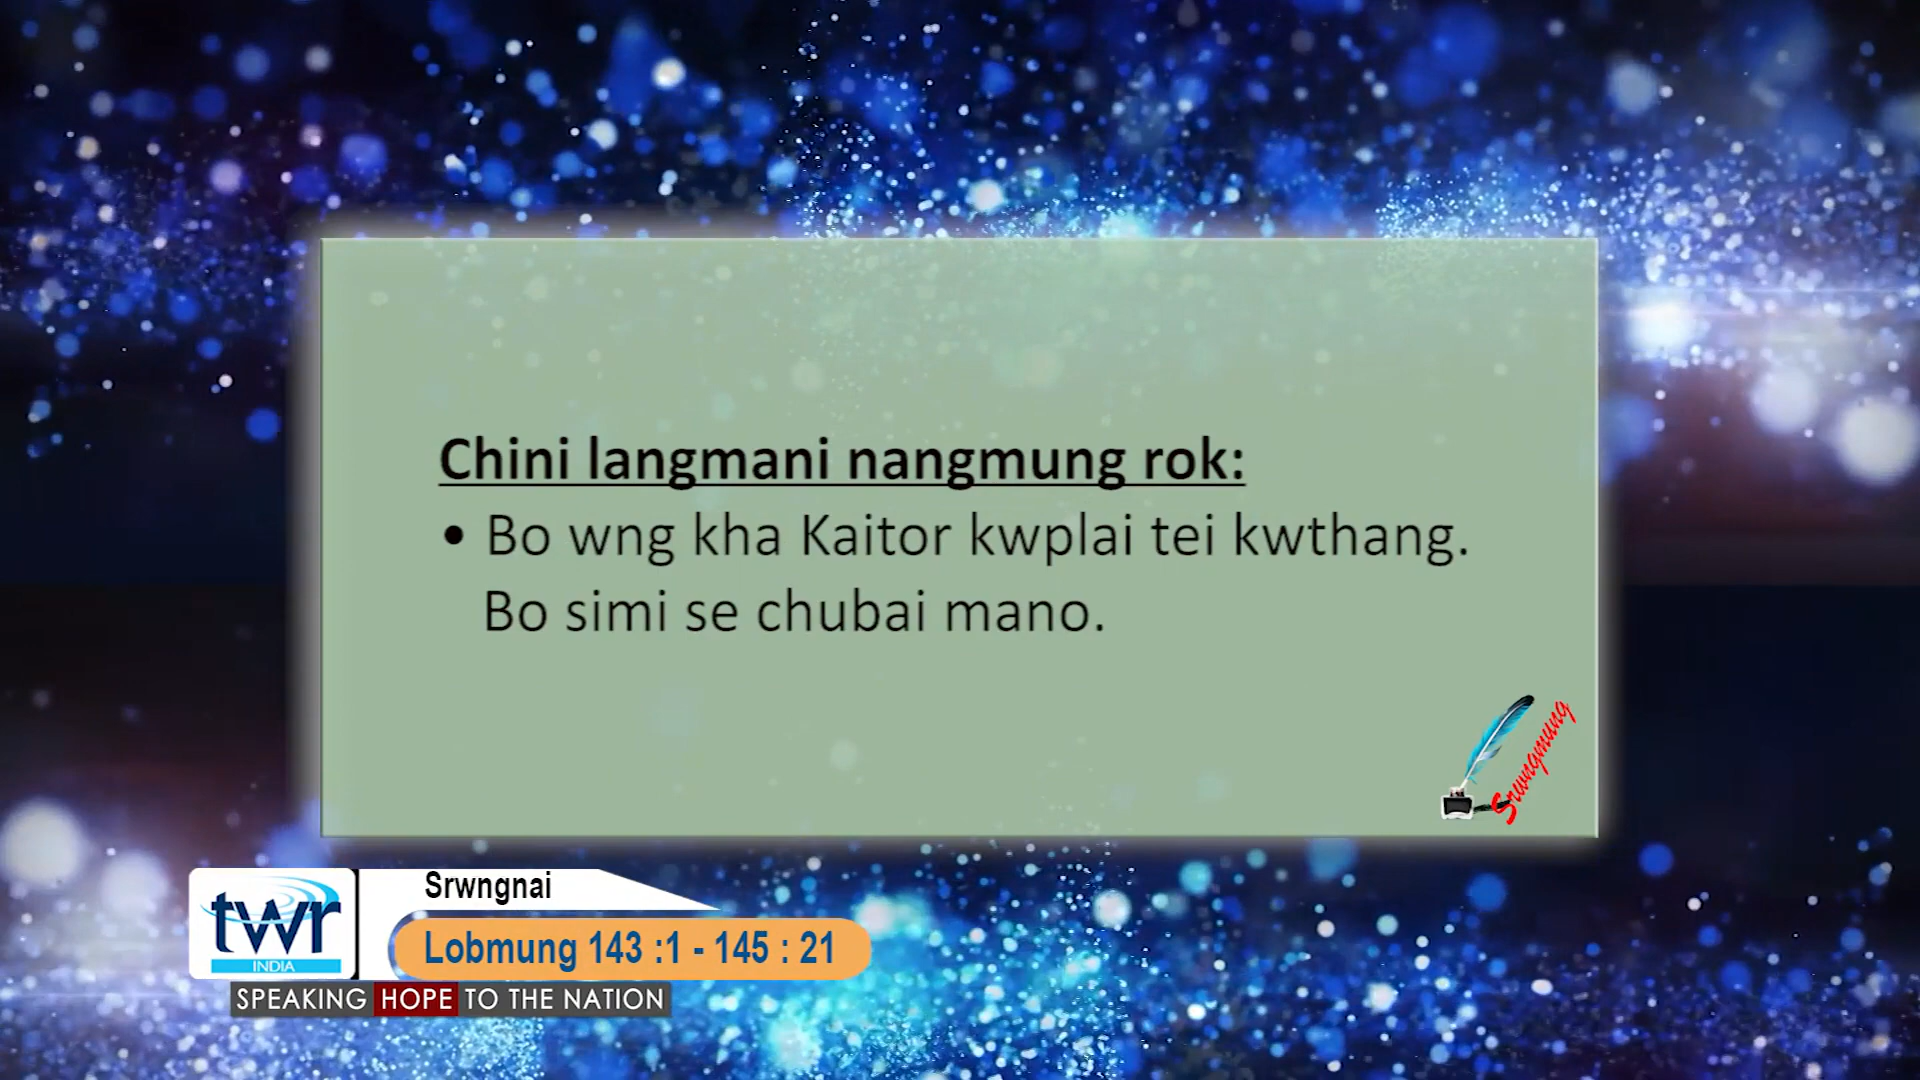 Chini langmani nangmung rok:
• Bo wng kha Kaitor kwplai tei kwthang.
Bo simi se chubai mano.
Srwngmung
twr
INDIA
Srwngnai
Lobmung 143 :1 - 145 : 21
SPEAKING HOPE TO THE NATION